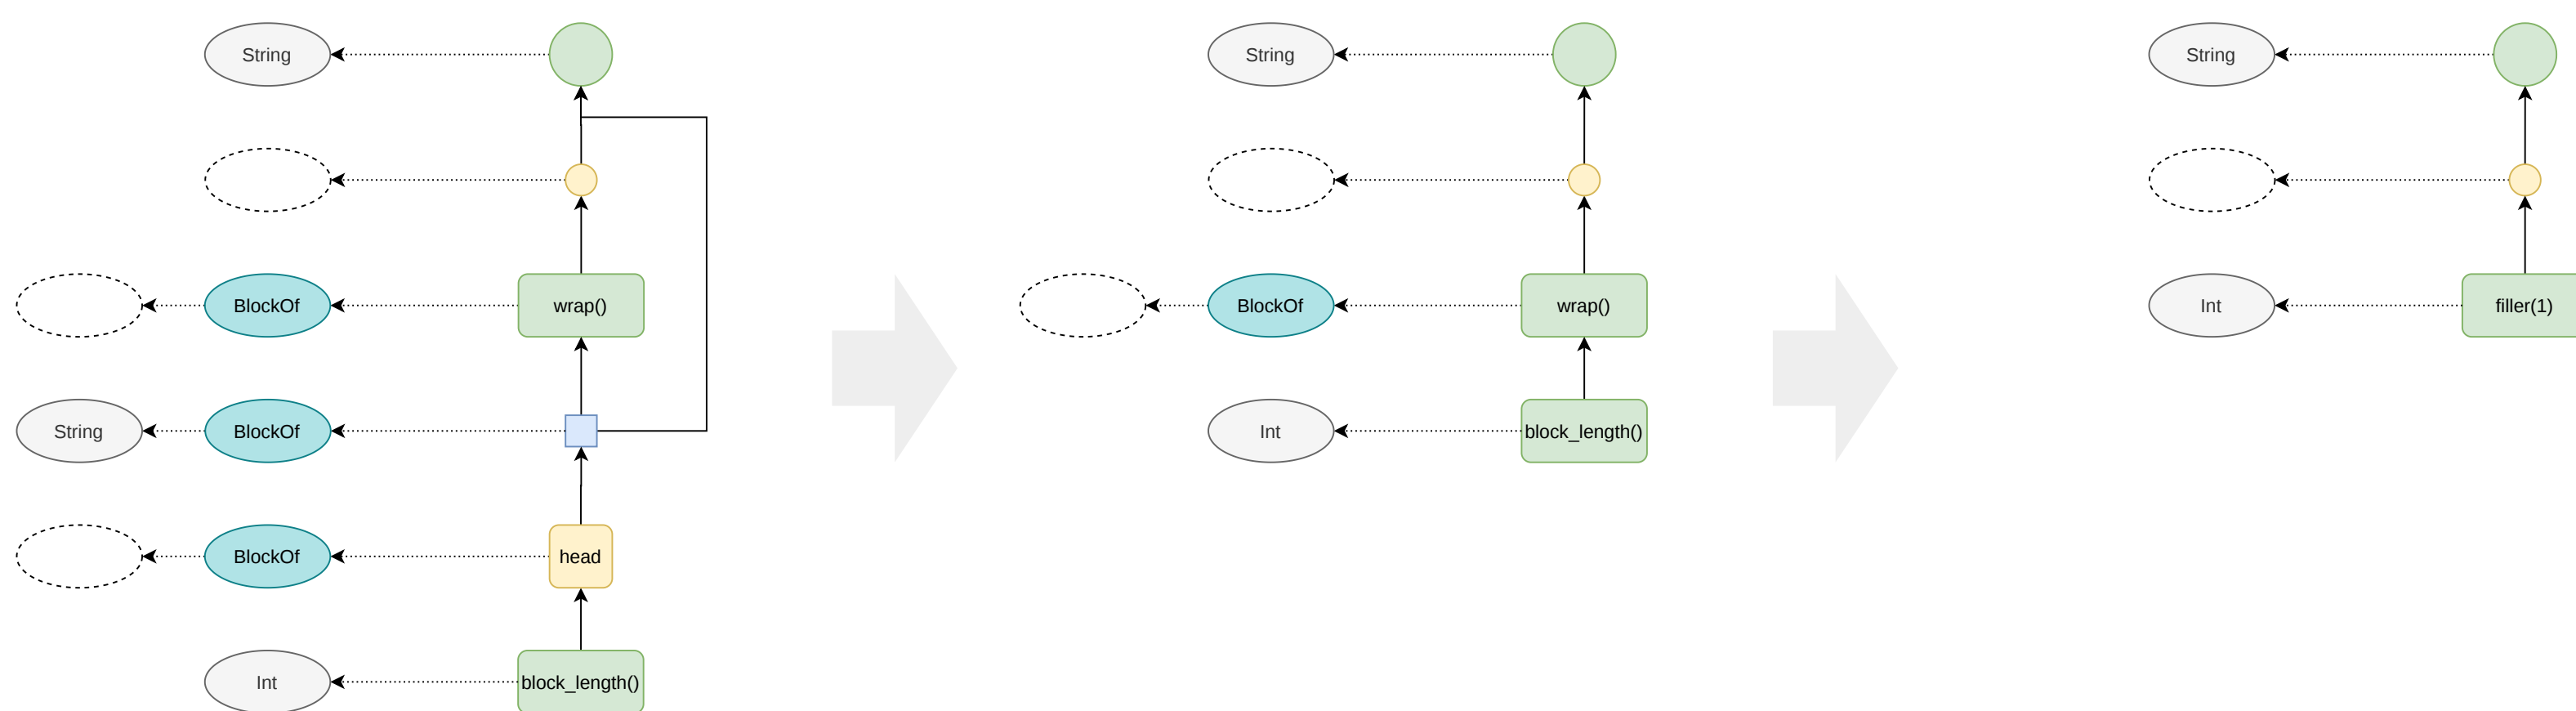 String
BlockOf
wrap()
String
BlockOf
BlockOf
head
Int
block_length()
String
BlockOf
wrap()
Int
block_length()
String
Int
filler(1)